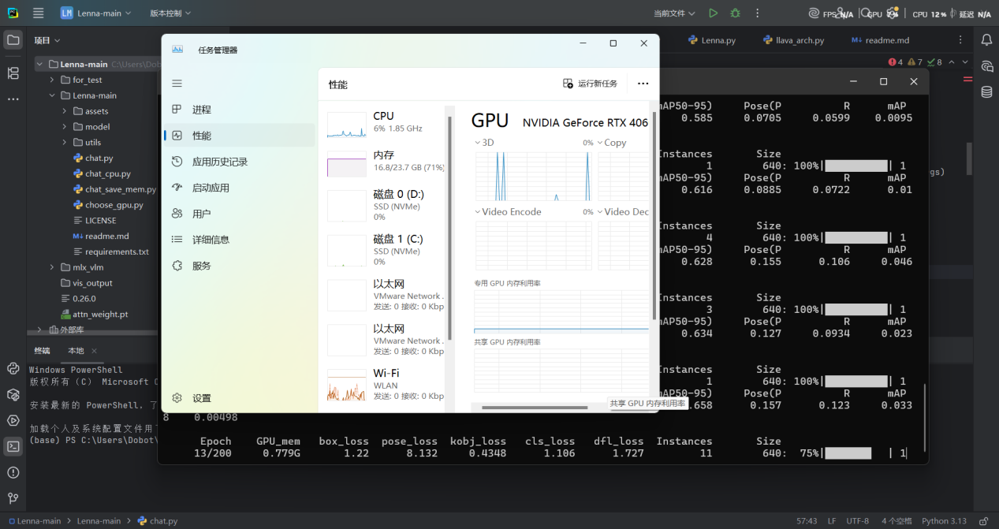 LM Lenna-main 版本控制 当前文件 FPS N/A GPU 7% CPU 12% 延迟 N/A
项目
Lenna-main C:\Users\Dob
for_test
Lenna-main
assets
model
utils
chat.py
chat_cpu.py
chat_save_mem.py
choose_gpu.py
LICENSE
M↓ readme.md
requirements.txt
mlx_vlm
vis_output
0.26.0
attn_weight.pt
外部库
Lenna.py llava_arch.py M↓ readme.md
4 7 8
gs)
任务管理器
进程
性能
应用历史记录
启动应用
用户
详细信息
服务
设置
性能 运行新任务
CPU
6% 1.85 GHz
内存
16.8/23.7 GB (71%)
磁盘 0 (D:)
SSD (NVMe)
0%
磁盘 1 (C:)
SSD (NVMe)
0%
以太网
VMware Network .
发送: 0 接收: 0 Kbp
以太网
VMware Network .
发送: 0 接收: 0 Kbp
Wi-Fi
WLAN
发送: 0 接收: 0 Kbp
GPU NVIDIA GeForce RTX 406
3D 0% Copy
Video Encode 0% Video Dec
专用 GPU 内存利用率
共享 GPU 内存利用率
共享 GPU 内存利用率
mAP50-95) Pose(P R mAP
0.585 0.0705 0.0599 0.0095
Instances Size
1 640: 100%| | 1
mAP50-95) Pose(P R mAP
0.616 0.0885 0.0722 0.01
Instances Size
4 640: 100%| | 1
mAP50-95) Pose(P R mAP
0.628 0.155 0.106 0.046
Instances Size
3 640: 100%| | 1
mAP50-95) Pose(P R mAP
0.634 0.127 0.0934 0.023
Instances Size
1 640: 100%| | 1
mAP50-95) Pose(P R mAP
.658 0.157 0.123 0.033
8 0.00498
Epoch GPU_mem box_loss pose_loss kobj_loss cls_loss dfl_loss Instances Size
13/200 0.779G 1.22 8.132 0.4348 1.106 1.727 11 640: 75%| | 1
终端 本地
Windows PowerShell
版权所有 (C) Microsoft C
安装最新的 PowerShell，了
加载个人及系统配置文件用
(base) PS C:\Users\Dobot\
Lenna-main > Lenna-main > chat.py 57:43 LF UTF-8 4 个空格 Python 3.13